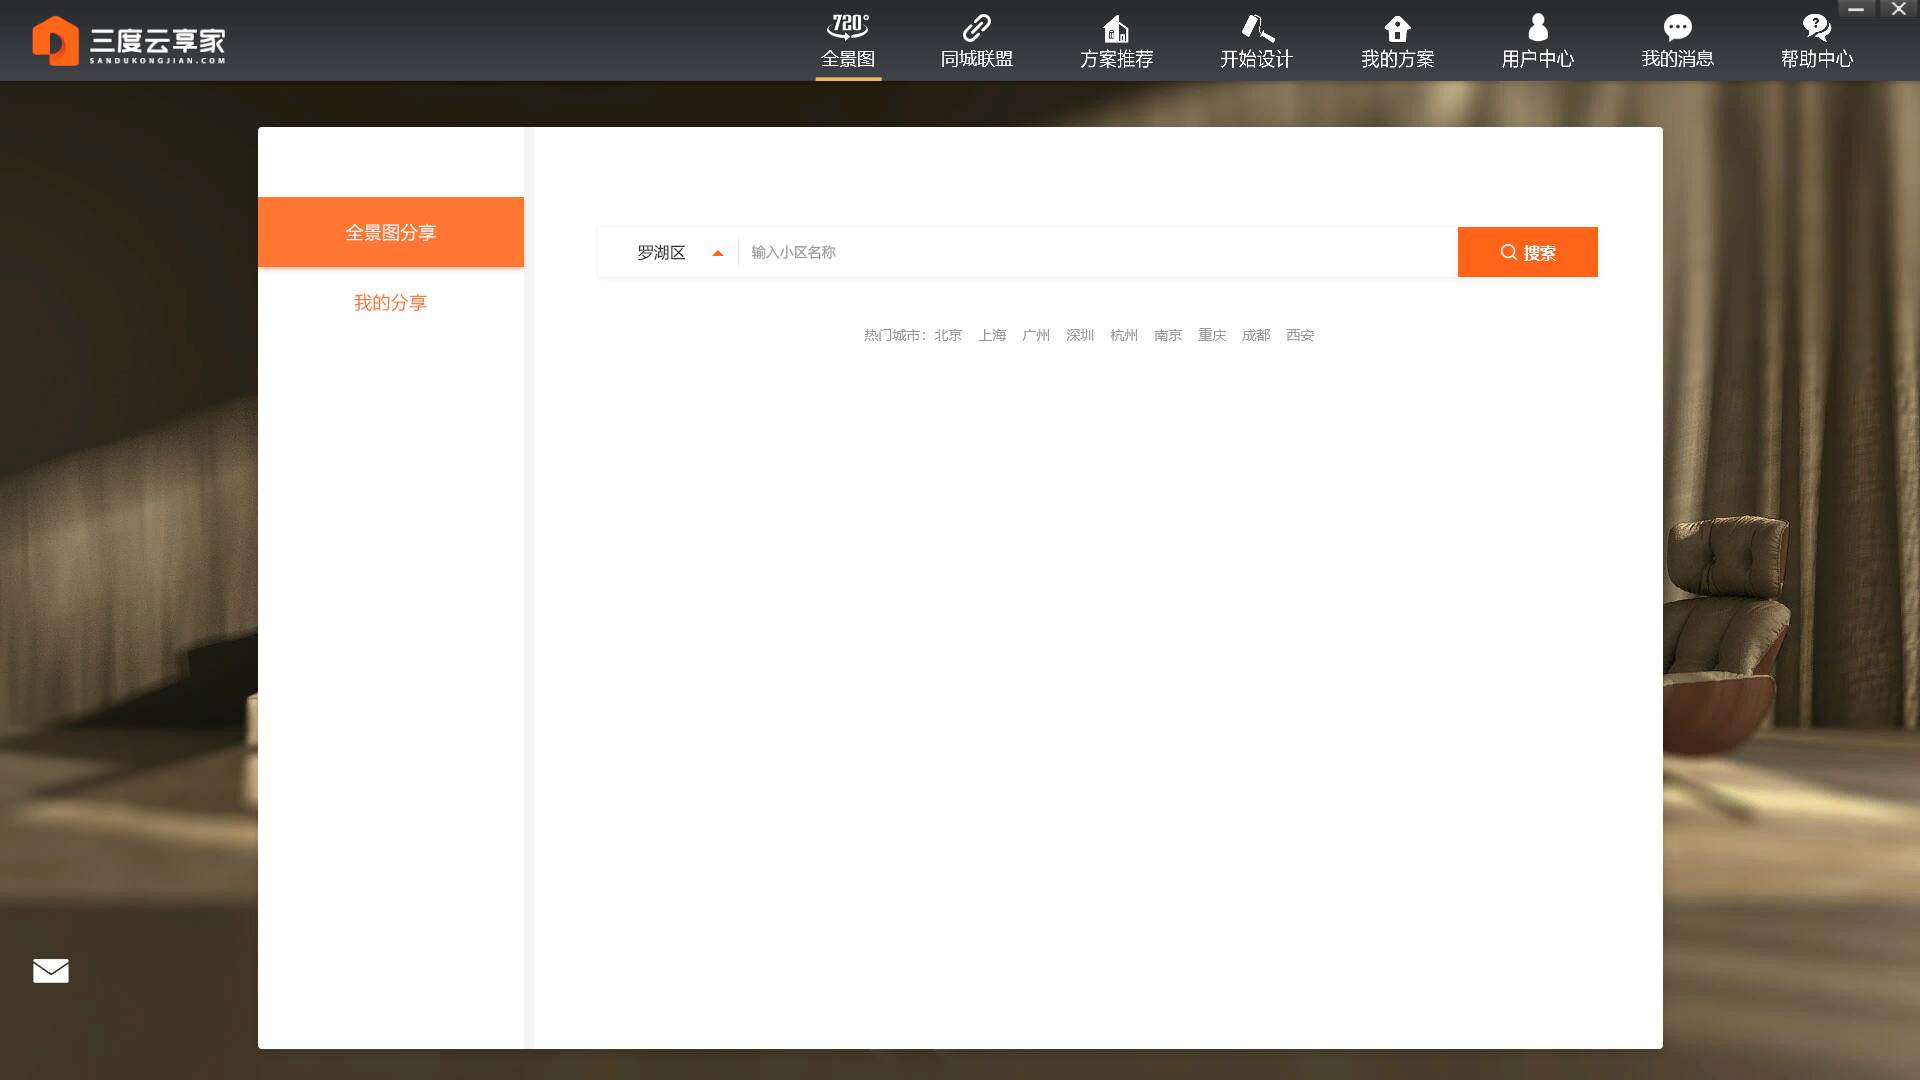 三度云享家
SANDUKONGJIAN.COM
720°
全景图
同城联盟
方案推荐
开始设计
我的方案
用户中心
我的消息
帮助中心
全景图分享
我的分享
罗湖区
输入小区名称
搜索
热门城市：北京 上海 广州 深圳 杭州 南京 重庆 成都 西安